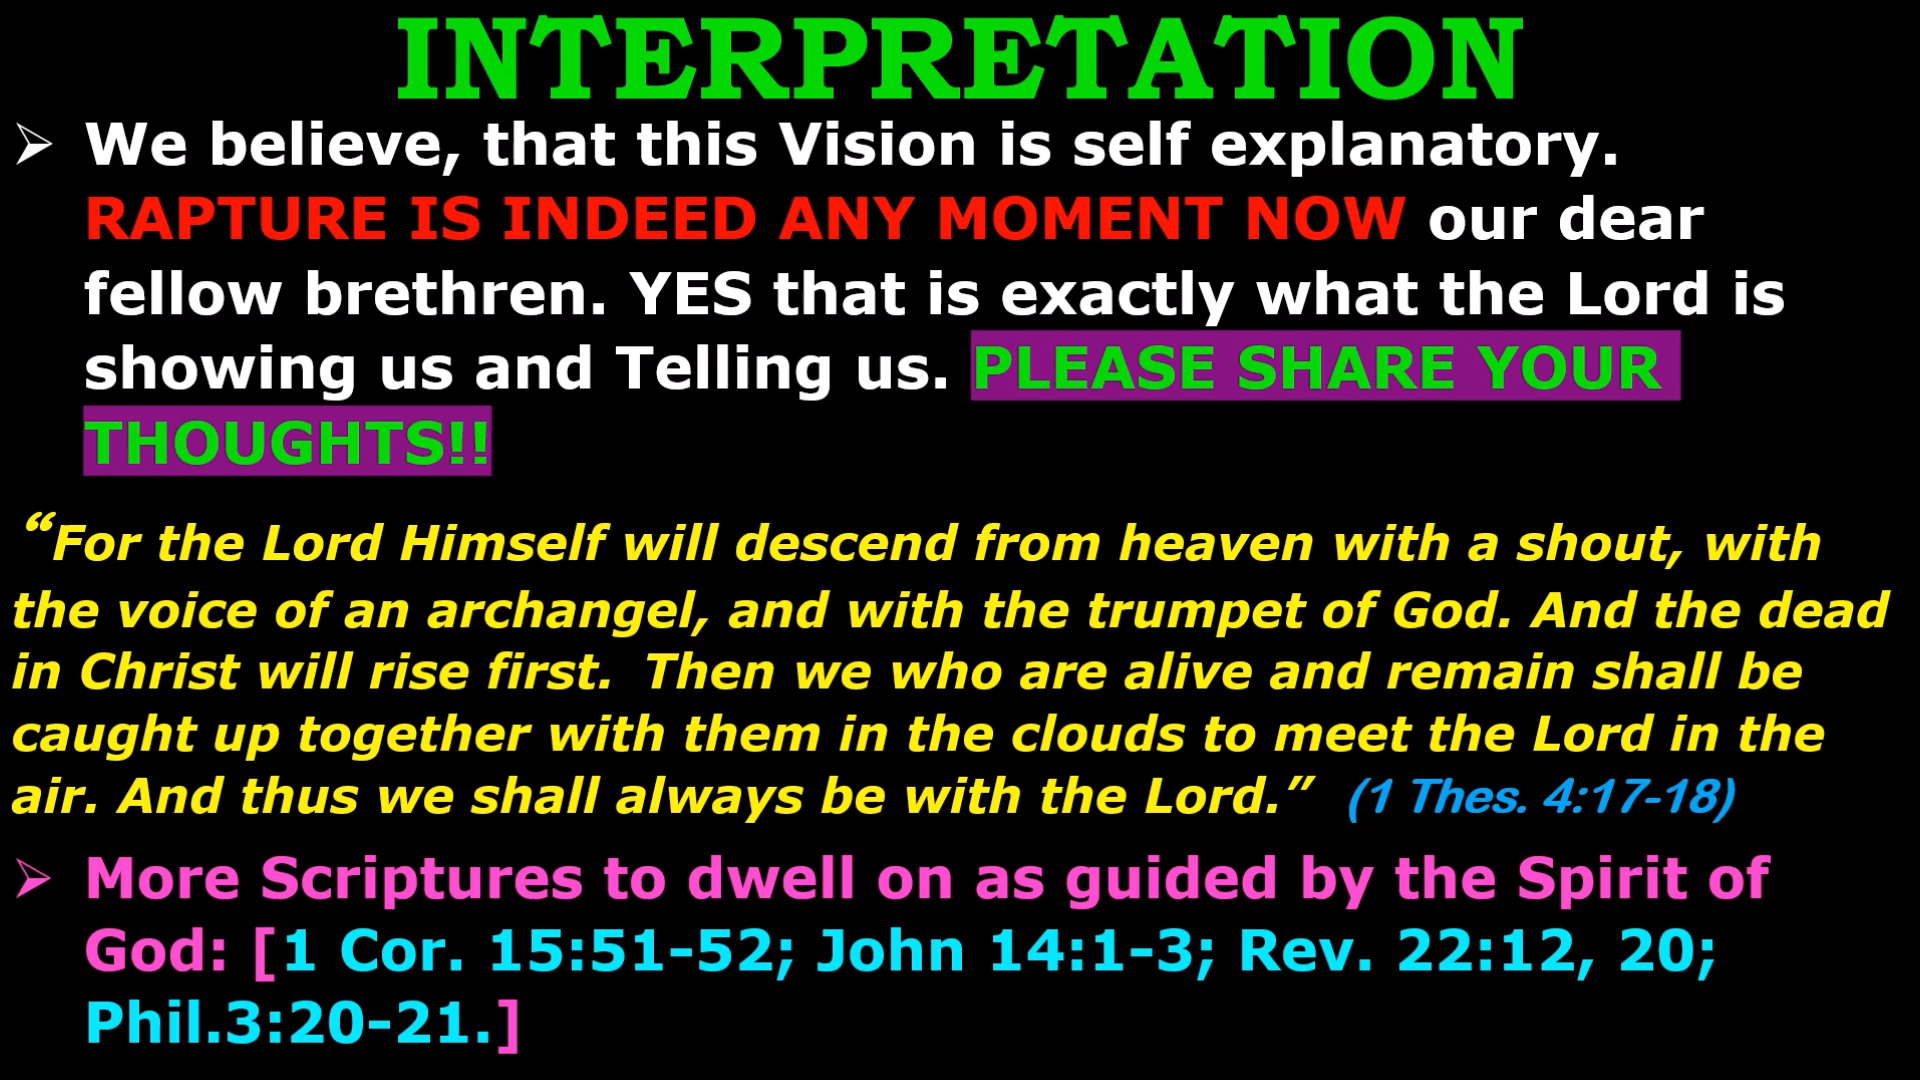 INTERPRETATION
➢ We believe, that this Vision is self explanatory.
RAPTURE IS INDEED ANY MOMENT NOW our dear
fellow brethren. YES that is exactly what the Lord is
showing us and Telling us. PLEASE SHARE YOUR
THOUGHTS!!
“For the Lord Himself will descend from heaven with a shout, with
the voice of an archangel, and with the trumpet of God. And the dead
in Christ will rise first. Then we who are alive and remain shall be
caught up together with them in the clouds to meet the Lord in the
air. And thus we shall always be with the Lord.” (1 Thes. 4:17-18)
➢ More Scriptures to dwell on as guided by the Spirit of
God: [1 Cor. 15:51-52; John 14:1-3; Rev. 22:12, 20;
Phil.3:20-21.]